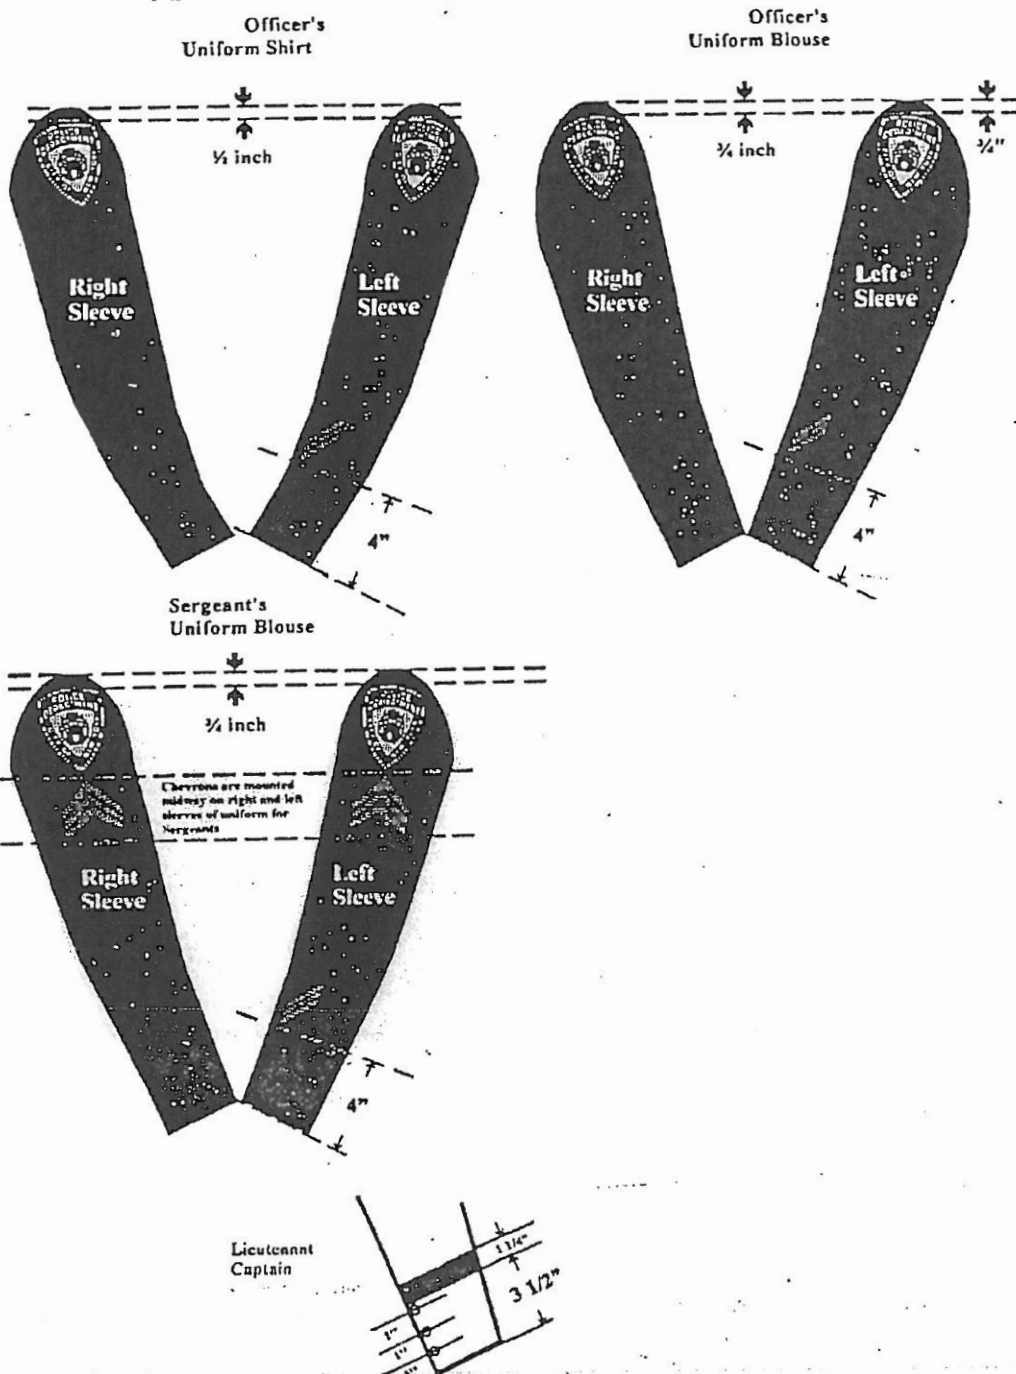 Officer's
Uniform Shirt
½ inch
Right
Sleeve
Left
Sleeve
4"
Officer's
Uniform Blouse
¾ inch
¾"
Right
Sleeve
Left
Sleeve
4"
Sergeant's
Uniform Blouse
¾ inch
POLICE
Chevrons are mounted
midway on right and left
sleeves of uniform for
Sergeants
Right
Sleeve
Left
Sleeve
4"
Lieutenant
Captain
1 1/4"
3 1/2"
1"
1"
1"